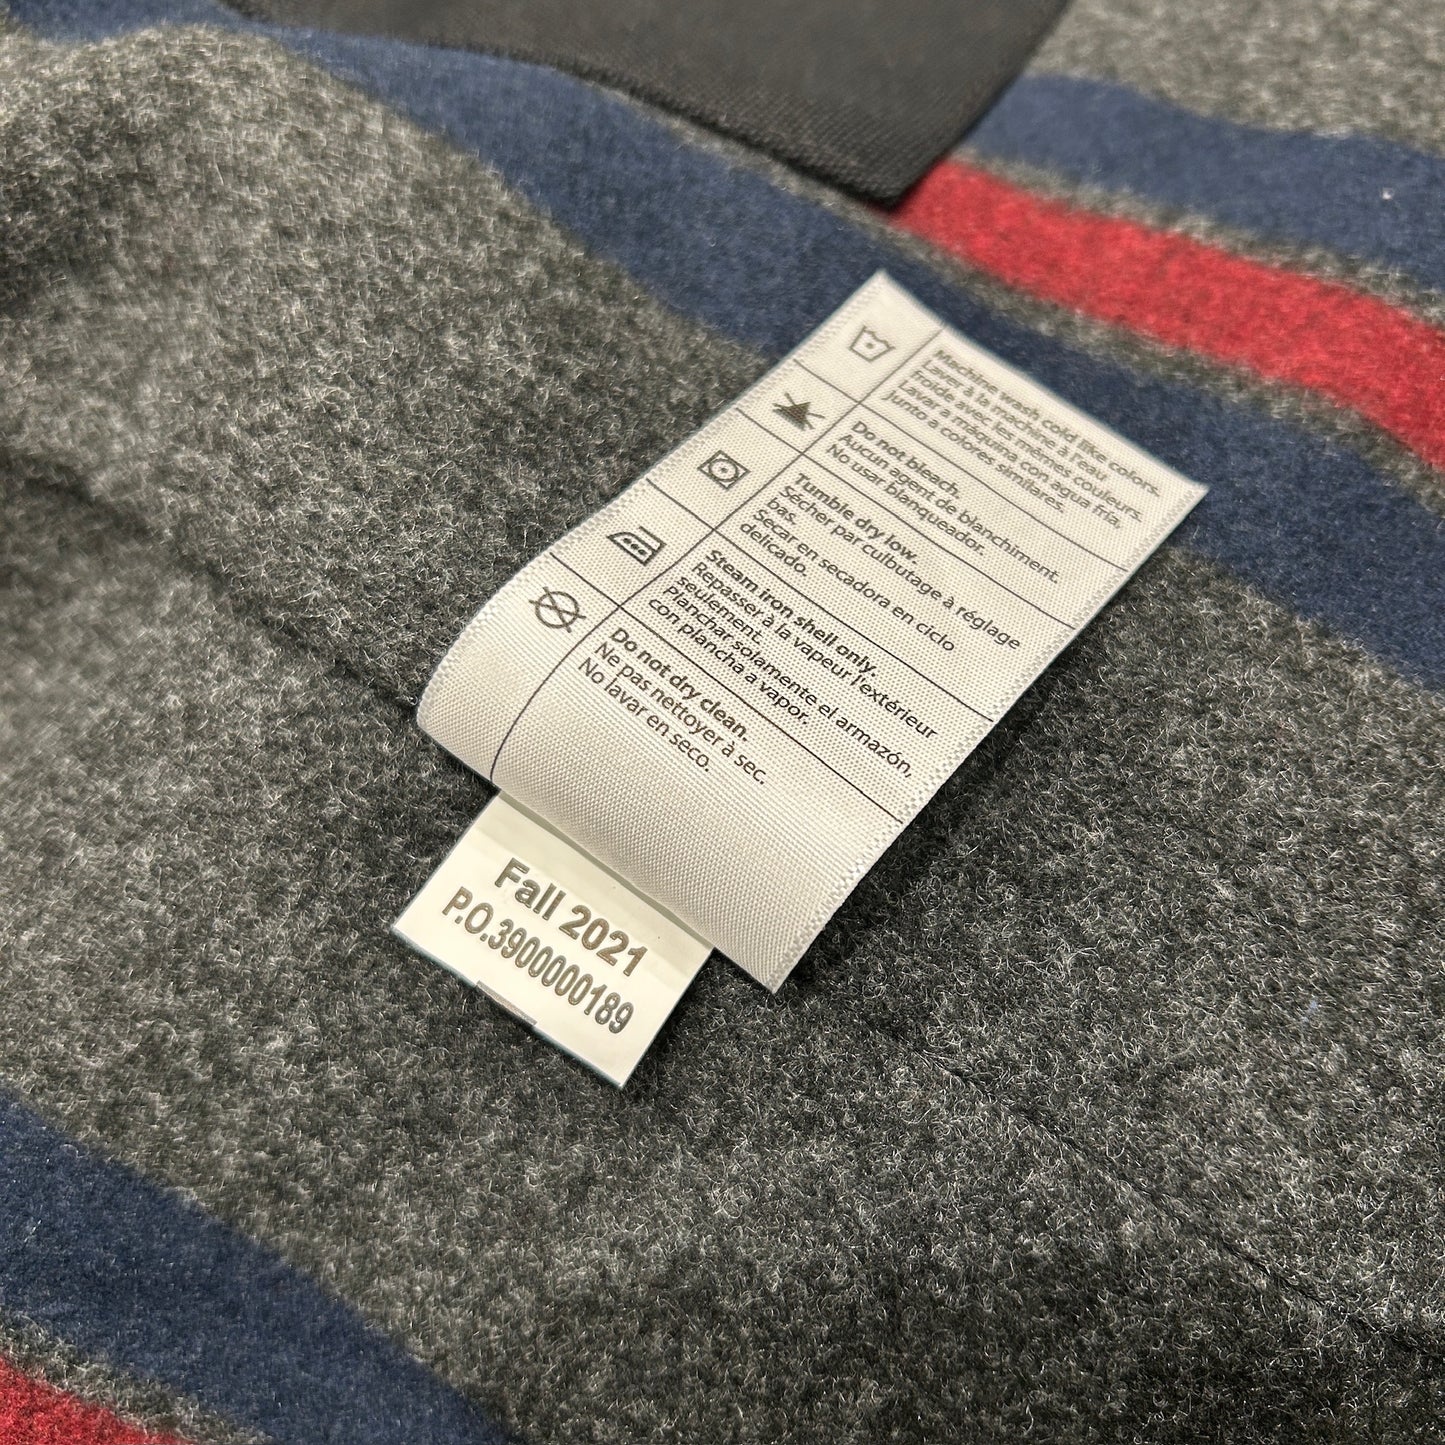 Machine wash cold like colors.
Laver à la machine à l'eau
froide avec les mêmes couleurs.
Lavar a máquina con agua fría,
junto a colores similares.
Do not bleach.
Aucun agent de blanchiment.
No usar blanqueador.
Tumble dry low.
Sécher par culbutage à réglage
bas.
Secar en secadora en ciclo
delicado.
Steam iron shell only.
Repasser à la vapeur l'extérieur
seulement.
Planchar solamente el armazón,
con plancha a vapor.
Do not dry clean.
Ne pas nettoyer à sec.
No lavar en seco.
Fall 2021
P.O.3900000189